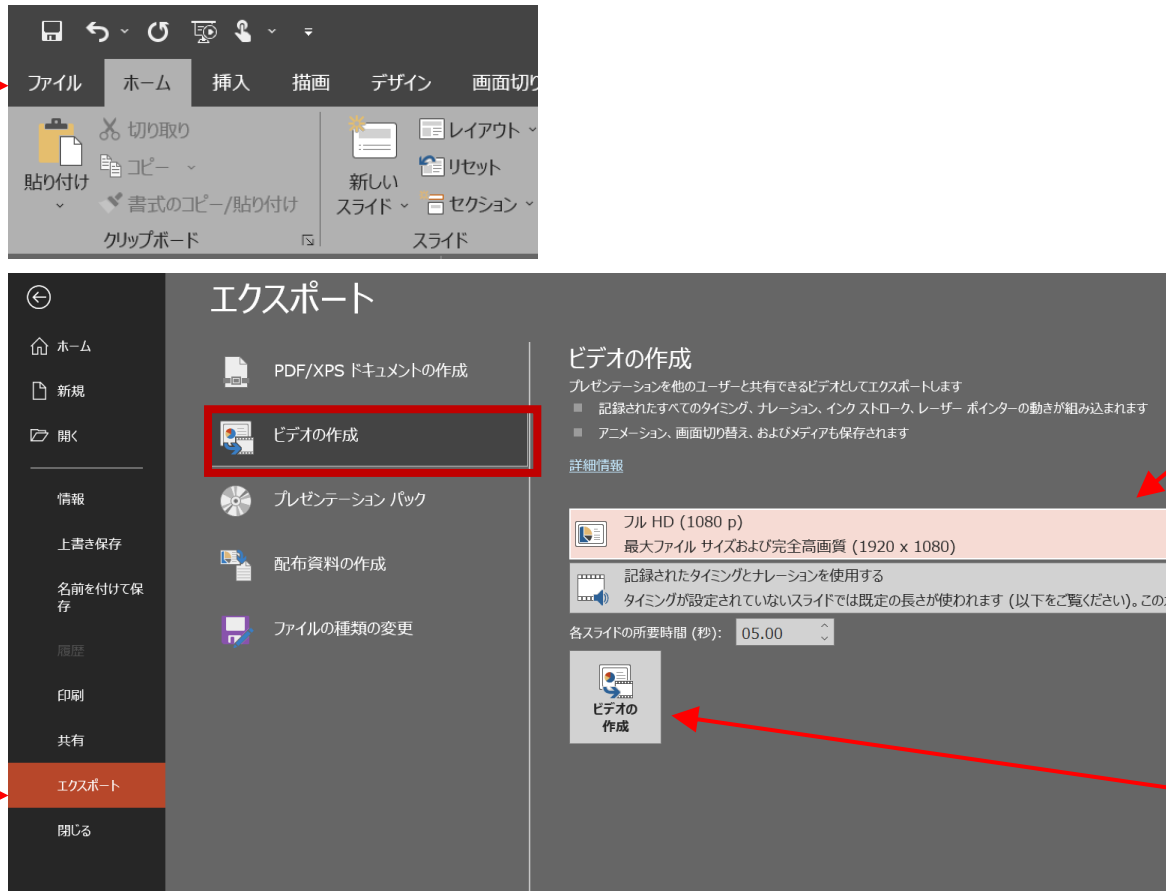 ファイル ホーム 挿入 描画 デザイン 画面切り
貼り付け
切り取り
コピー
書式のコピー/貼り付け
クリップボード
新しい
スライド
レイアウト
リセット
セクション
スライド
エクスポート
ホーム
新規
開く
情報
上書き保存
名前を付けて保
存
履歴
印刷
共有
エクスポート
閉じる
PDF/XPS ドキュメントの作成
ビデオの作成
プレゼンテーション パック
配布資料の作成
ファイルの種類の変更
ビデオの作成
プレゼンテーションを他のユーザーと共有できるビデオとしてエクスポートします
記録されたすべてのタイミング、ナレーション、インク ストローク、レーザー ポインターの動きが組み込まれます
アニメーション、画面切り替え、およびメディアも保存されます
詳細情報
フル HD (1080 p)
最大ファイル サイズおよび完全高画質 (1920 x 1080)
記録されたタイミングとナレーションを使用する
タイミングが設定されていないスライドでは既定の長さが使われます (以下をご覧ください)。この
各スライドの所要時間 (秒): 05.00
ビデオの
作成